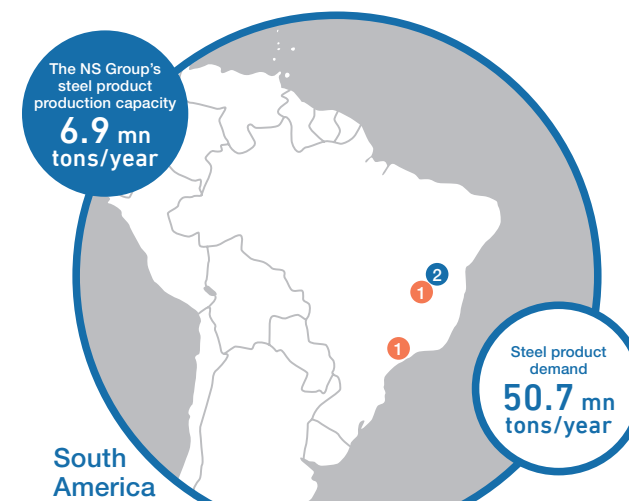 The NS Group's
steel product
production capacity
6.9 mn
tons/year
2
1
1
Steel product
demand
50.7 mn
tons/year
South
America